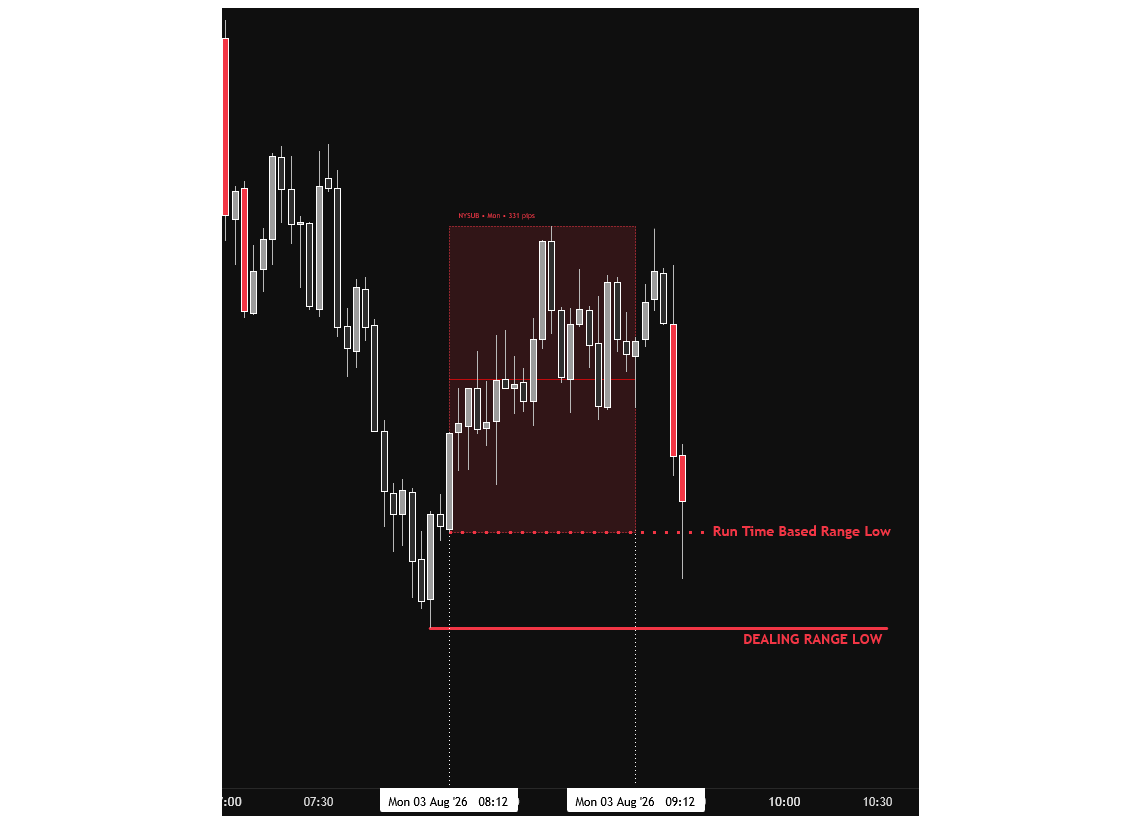 NYSUB • Mon • 331 pips
Run Time Based Range Low
DEALING RANGE LOW
:00
07:30
Mon 03 Aug '26 08:12
Mon 03 Aug '26 09:12
10:00
10:30